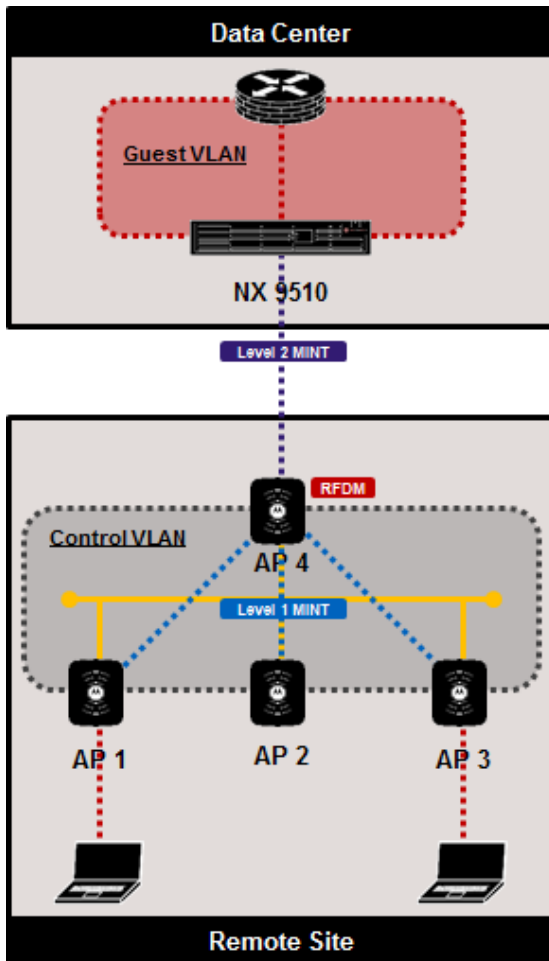 Data Center
Guest VLAN
NX 9510
Level 2 MINT
RFDM
Control VLAN
AP 4
Level 1 MINT
AP 1
AP 2
AP 3
Remote Site